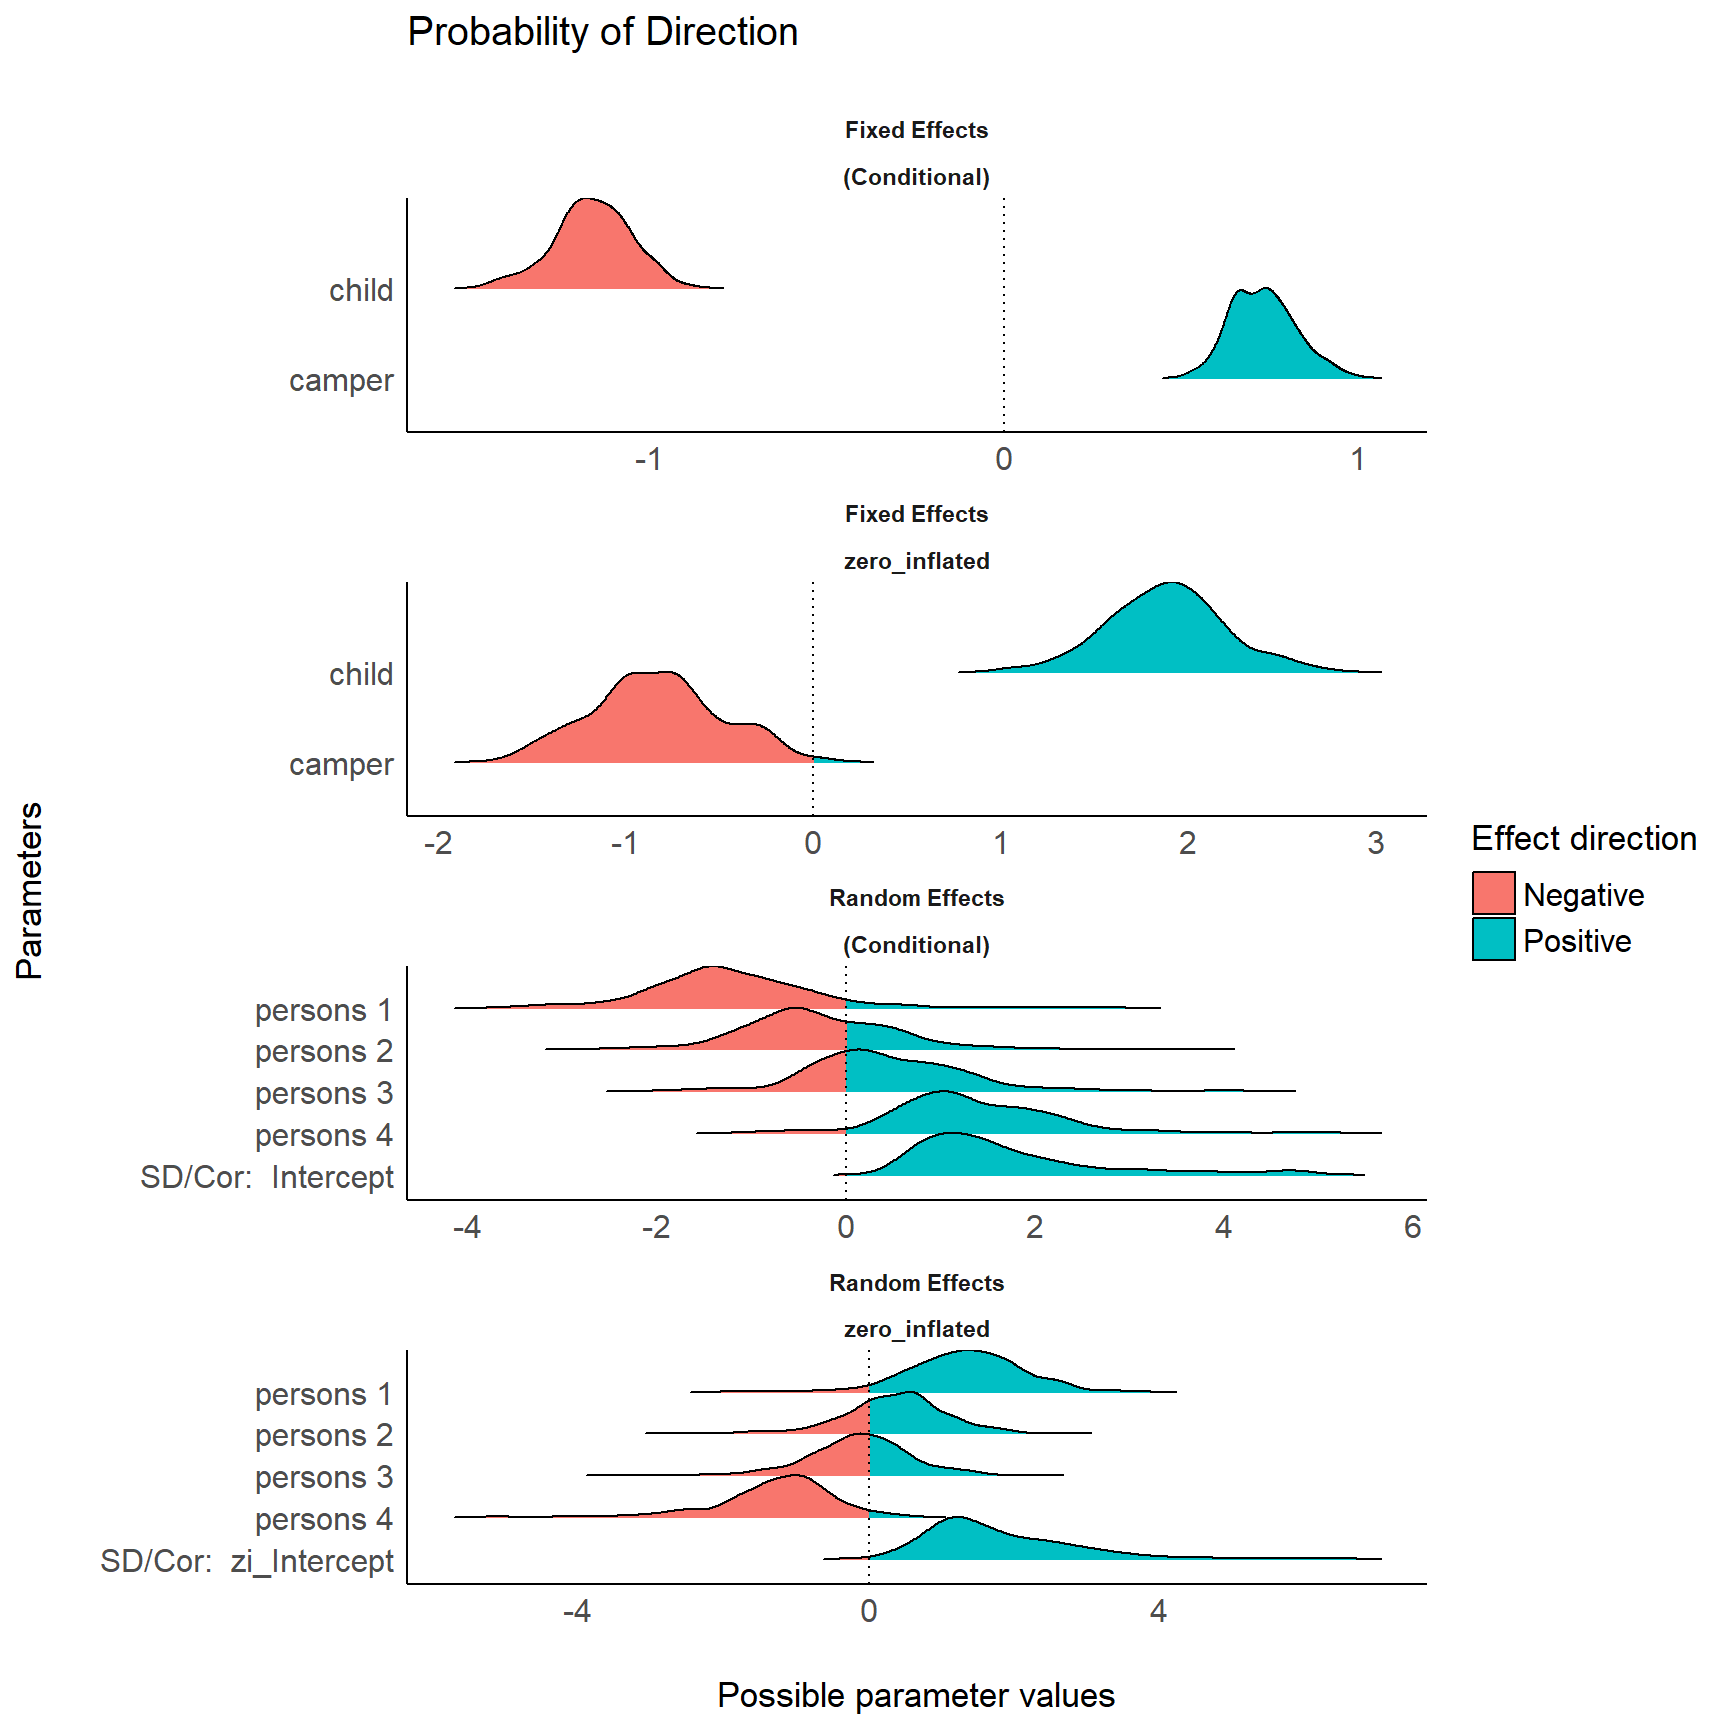 Probability of Direction
Fixed Effects
(Conditional)
child
camper
-1 0 1
Fixed Effects
zero_inflated
child
camper
-2 -1 0 1 2 3
Random Effects
(Conditional)
persons 1
persons 2
persons 3
persons 4
SD/Cor:  Intercept
-4 -2 0 2 4 6
Random Effects
zero_inflated
persons 1
persons 2
persons 3
persons 4
SD/Cor:  zi_Intercept
-4 0 4
Possible parameter values
Parameters
Effect direction
Negative
Positive